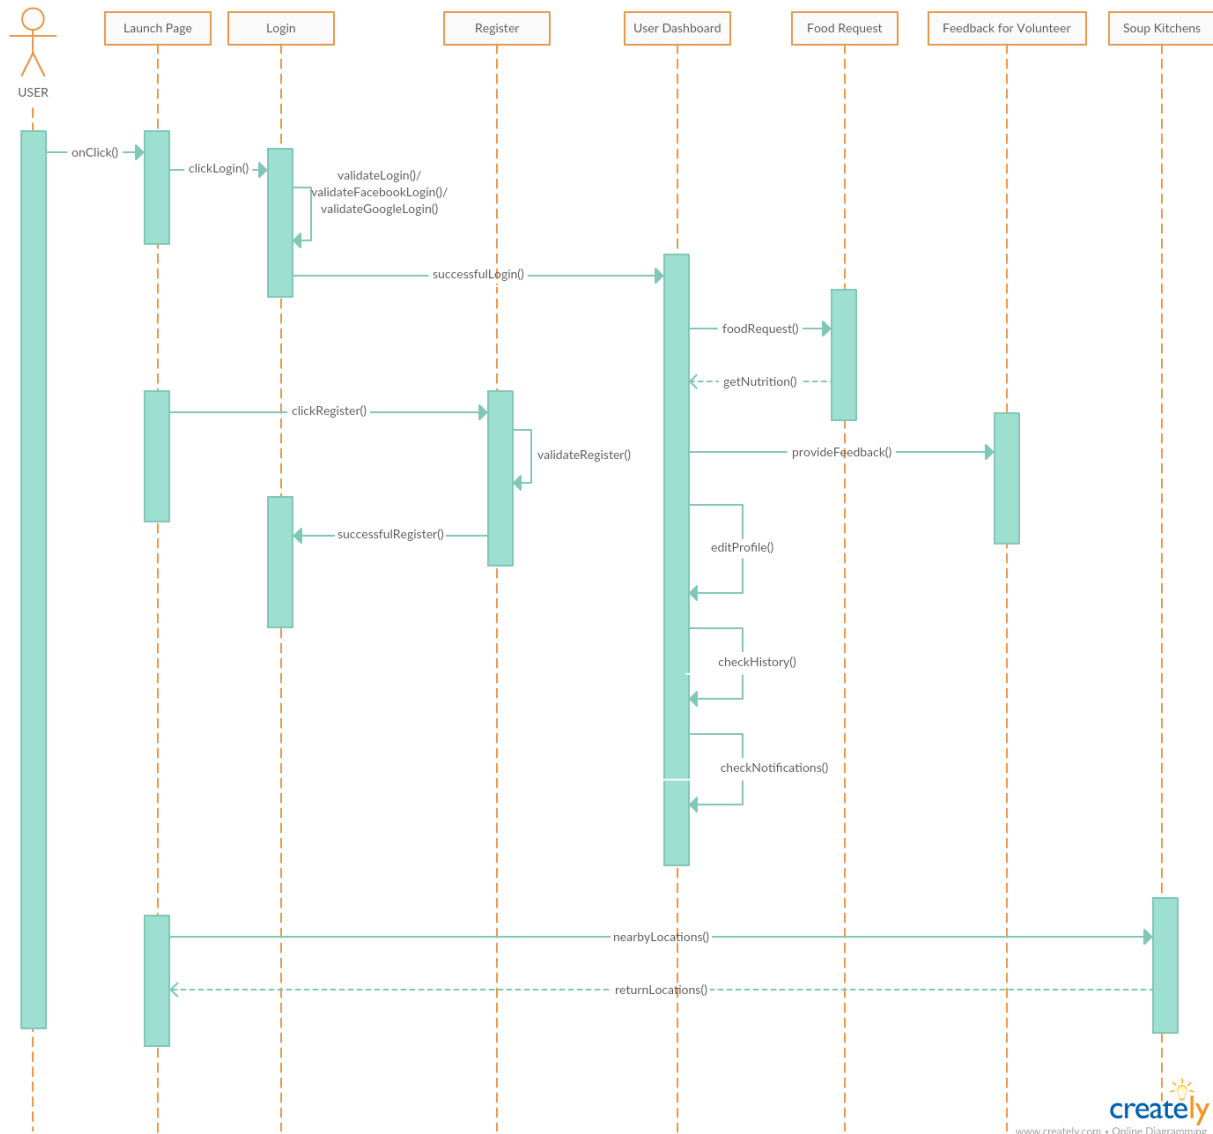 Launch Page
Login
Register
User Dashboard
Food Request
Feedback for Volunteer
Soup Kitchens
USER
onClick()
clickLogin()
validateLogin()/
validateFacebookLogin()/
validateGoogleLogin()
successfulLogin()
foodRequest()
getNutrition()
clickRegister()
provideFeedback()
validateRegister()
successfulRegister()
editProfile()
checkHistory()
checkNotifications()
nearbyLocations()
returnLocations()
creately
www.creately.com • Online Diagramming